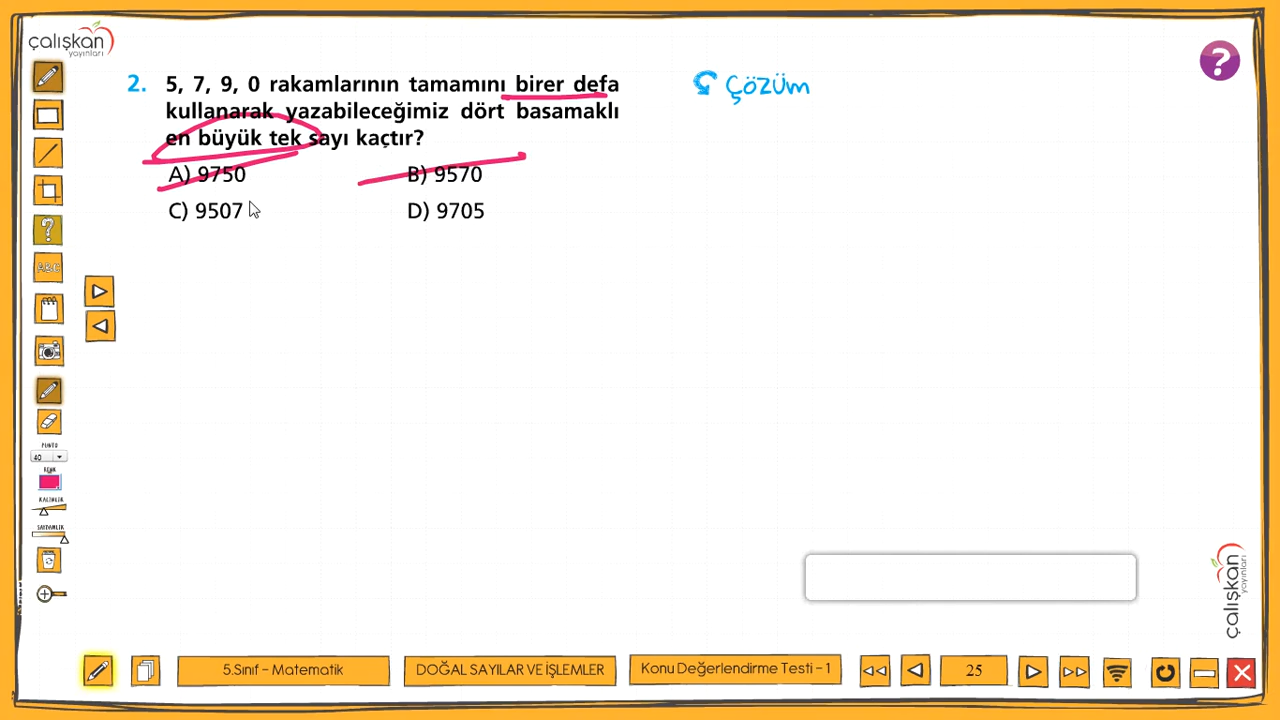 çalışkan
yayınları
?
2. 5, 7, 9, 0 rakamlarının tamamını birer defa
kullanarak yazabileceğimiz dört basamaklı
en büyük tek sayı kaçtır?
A) 9750 B) 9570
C) 9507 D) 9705
Çözüm
?
ABC
PUNTO
40
RENK
KALINLIK
SAYDAMLIK
çalışkan
yayınları
5.Sınıf - Matematik
DOĞAL SAYILAR VE İŞLEMLER
Konu Değerlendirme Testi - 1
25